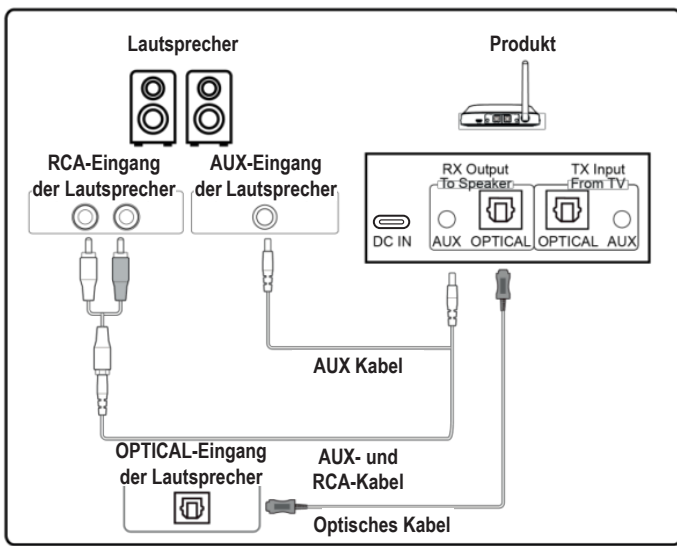 Lautsprecher
Produkt
RCA-Eingang
der Lautsprecher
AUX-Eingang
der Lautsprecher
RX Output
To Speaker
TX Input
From TV
DC IN
AUX
OPTICAL
OPTICAL
AUX
AUX Kabel
OPTICAL-Eingang
der Lautsprecher
AUX- und
RCA-Kabel
Optisches Kabel